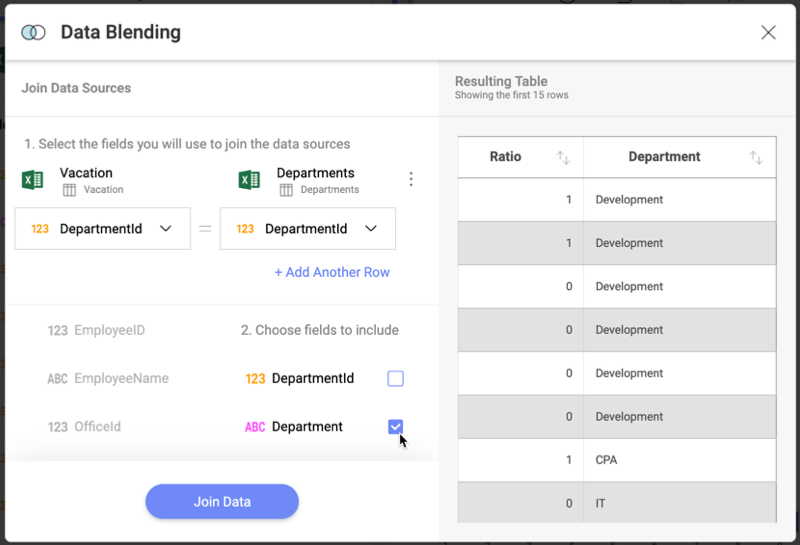 Data Blending
Join Data Sources
1. Select the fields you will use to join the data sources
Vacation
Vacation
Departments
Departments
123 DepartmentId
=
123 DepartmentId
+ Add Another Row
123 EmployeeID
ABC EmployeeName
123 OfficeId
2. Choose fields to include
123 DepartmentId
ABC Department
Join Data
Resulting Table
Showing the first 15 rows
Ratio Department
1 Development
1 Development
0 Development
0 Development
0 Development
0 Development
1 CPA
0 IT